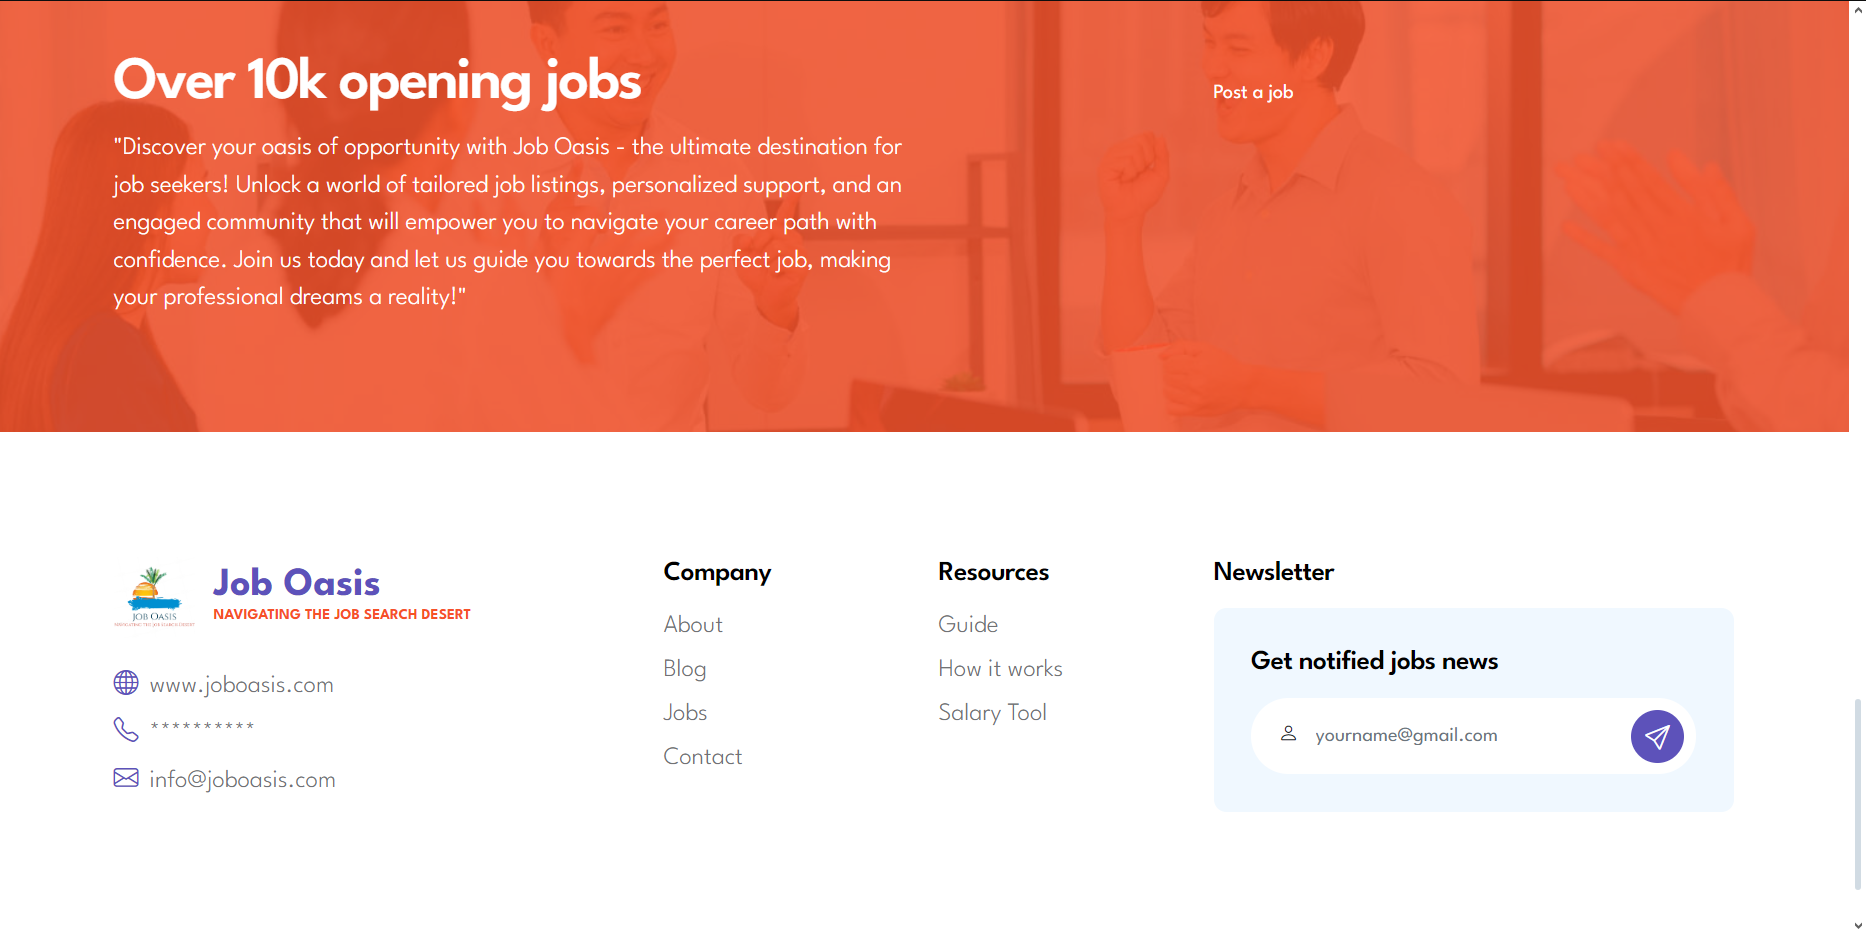 Over 10k opening jobs
Post a job
"Discover your oasis of opportunity with Job Oasis - the ultimate destination for
job seekers! Unlock a world of tailored job listings, personalized support, and an
engaged community that will empower you to navigate your career path with
confidence. Join us today and let us guide you towards the perfect job, making
your professional dreams a reality!"
JOB OASIS
NAVIGATING THE JOB SEARCH DESERT
Job Oasis
NAVIGATING THE JOB SEARCH DESERT
www.joboasis.com
**********
info@joboasis.com
Company
About
Blog
Jobs
Contact
Resources
Guide
How it works
Salary Tool
Newsletter
Get notified jobs news
yourname@gmail.com